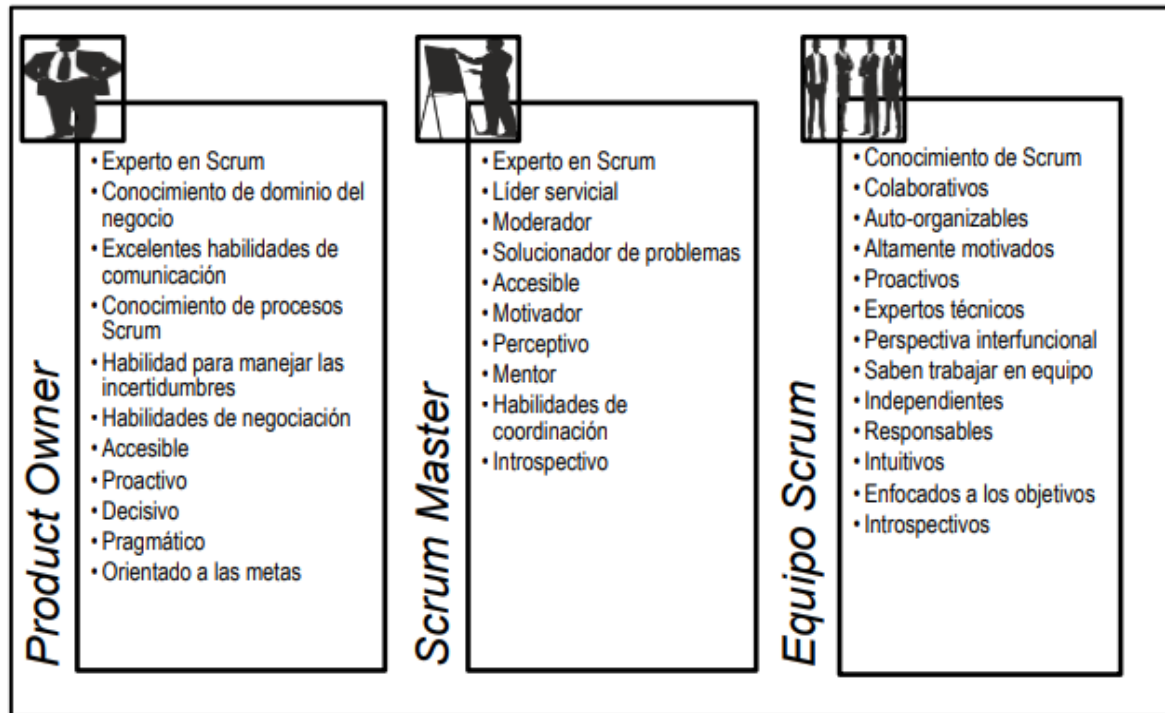 Product Owner
• Experto en Scrum
• Conocimiento de dominio del
negocio
• Excelentes habilidades de
comunicación
• Conocimiento de procesos
Scrum
• Habilidad para manejar las
incertidumbres
• Habilidades de negociación
• Accesible
• Proactivo
• Decisivo
• Pragmático
• Orientado a las metas
Scrum Master
• Experto en Scrum
• Líder servicial
• Moderador
• Solucionador de problemas
• Accesible
• Motivador
• Perceptivo
• Mentor
• Habilidades de
coordinación
• Introspectivo
Equipo Scrum
• Conocimiento de Scrum
• Colaborativos
• Auto-organizables
• Altamente motivados
• Proactivos
• Expertos técnicos
• Perspectiva interfuncional
• Saben trabajar en equipo
• Independientes
• Responsables
• Intuitivos
• Enfocados a los objetivos
• Introspectivos